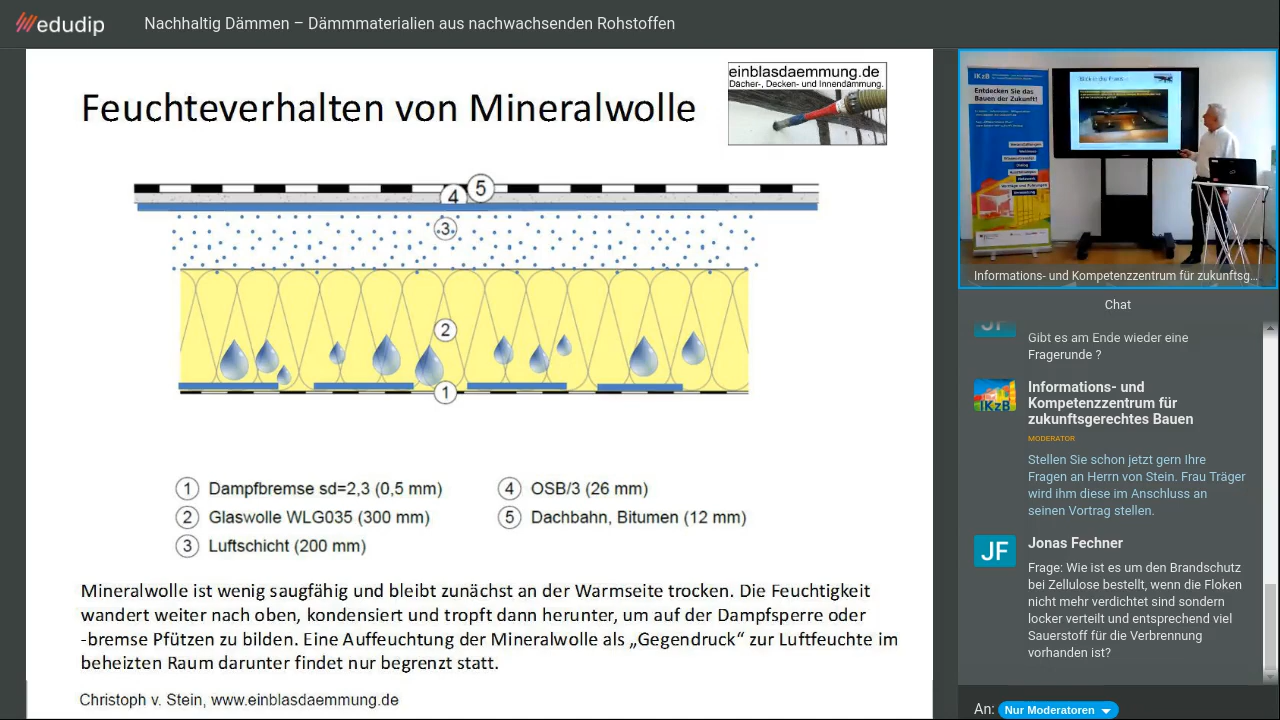 edudip
Nachhaltig Dämmen – Dämmmaterialien aus nachwachsenden Rohstoffen
Feuchteverhalten von Mineralwolle
einblasdaemmung.de
Dächer-, Decken- und Innendämmung.
5
4
3
2
1
1 Dampfbremse sd=2,3 (0,5 mm)
2 Glaswolle WLG035 (300 mm)
3 Luftschicht (200 mm)
4 OSB/3 (26 mm)
5 Dachbahn, Bitumen (12 mm)
Mineralwolle ist wenig saugfähig und bleibt zunächst an der Warmseite trocken. Die Feuchtigkeit
wandert weiter nach oben, kondensiert und tropft dann herunter, um auf der Dampfsperre oder
-bremse Pfützen zu bilden. Eine Auffeuchtung der Mineralwolle als „Gegendruck“ zur Luftfeuchte im
beheizten Raum darunter findet nur begrenzt statt.
Christoph v. Stein, www.einblasdaemmung.de
IKzB
Entdecken Sie das
Bauen der Zukunft!
Blick in die Praxis
Informations- und Kompetenzzentrum für zukunftsg...
Chat
JF
Gibt es am Ende wieder eine
Fragerunde ?
IKzB
Informations- und
Kompetenzzentrum für
zukunftsgerechtes Bauen
MODERATOR
Stellen Sie schon jetzt gern Ihre
Fragen an Herrn von Stein. Frau Träger
wird ihm diese im Anschluss an
seinen Vortrag stellen.
JF
Jonas Fechner
Frage: Wie ist es um den Brandschutz
bei Zellulose bestellt, wenn die Floken
nicht mehr verdichtet sind sondern
locker verteilt und entsprechend viel
Sauerstoff für die Verbrennung
vorhanden ist?
An: Nur Moderatoren